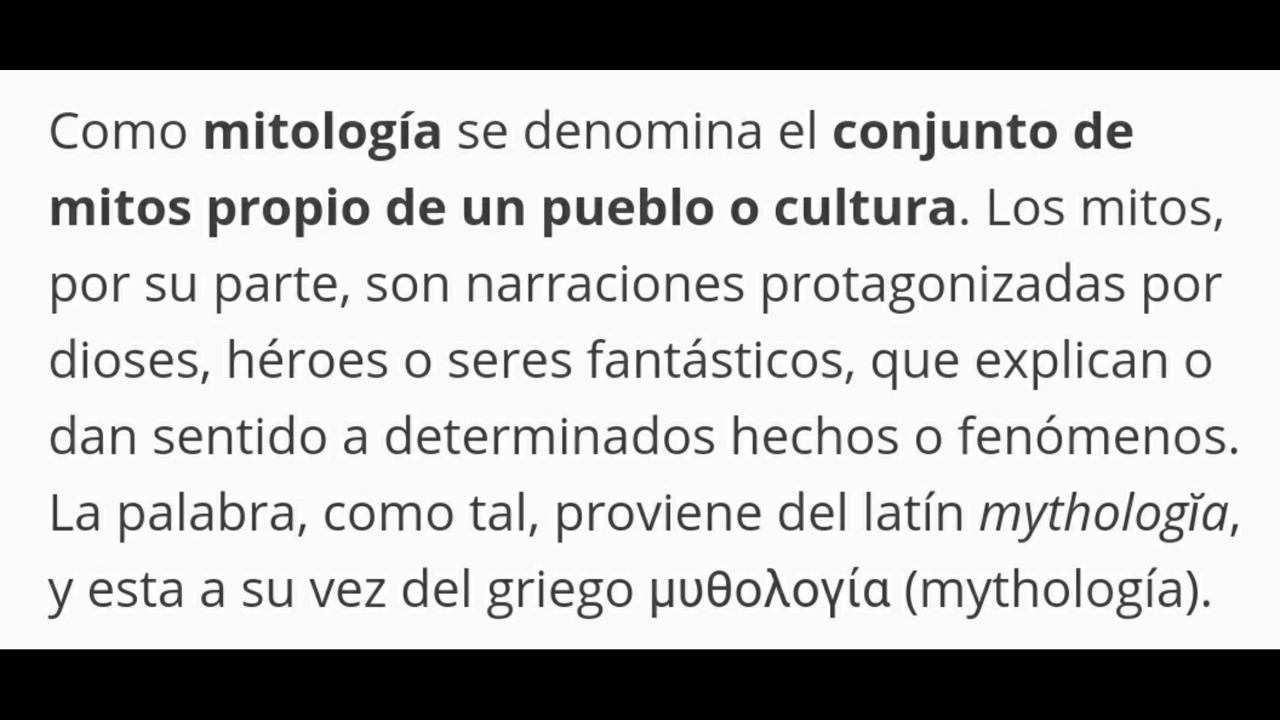 Como mitología se denomina el conjunto de
mitos propio de un pueblo o cultura. Los mitos,
por su parte, son narraciones protagonizadas por
dioses, héroes o seres fantásticos, que explican o
dan sentido a determinados hechos o fenómenos.
La palabra, como tal, proviene del latín mythologĭa,
y esta a su vez del griego μυθολογία (mythología).